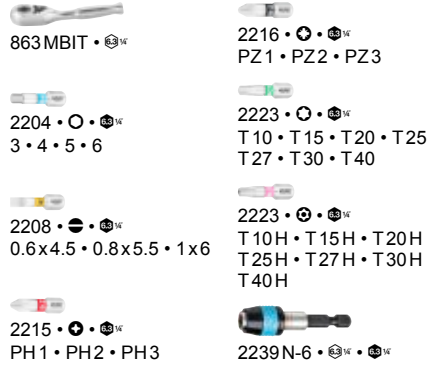 863 MBIT • 6.3 1/4"
2204 • • 6.3 1/4"
3 • 4 • 5 • 6
2208 • • 6.3 1/4"
0.6x4.5 • 0.8x5.5 • 1x6
2215 • • 6.3 1/4"
PH1 • PH2 • PH3
2216 • • 6.3 1/4"
PZ1 • PZ2 • PZ3
2223 • • 6.3 1/4"
T10 • T15 • T20 • T25
T27 • T30 • T40
2223 • • 6.3 1/4"
T10H • T15H • T20H
T25H • T27H • T30H
T40H
2239N-6 • 6.3 1/4" • 6.3 1/4"